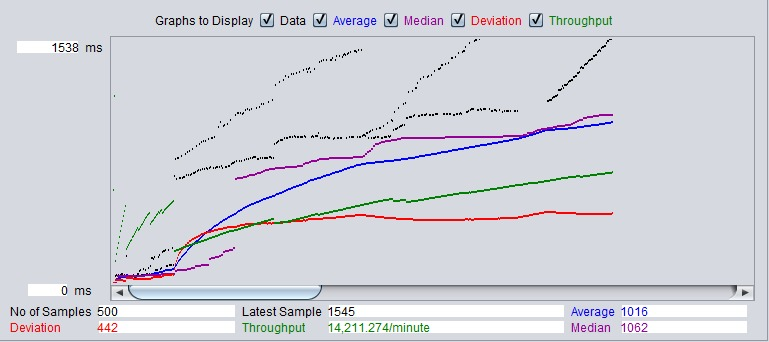 Graphs to Display Data Average Median Deviation Throughput
1538 ms
0 ms
No of Samples 500 Latest Sample 1545 Average 1016
Deviation 442 Throughput 14,211.274/minute Median 1062